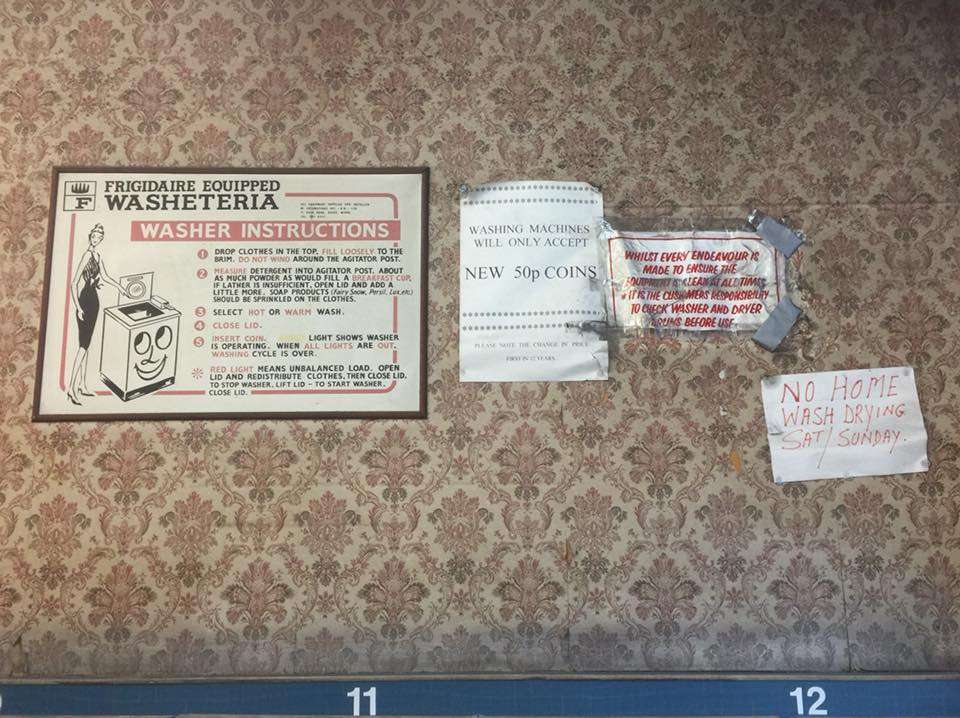 F
FRIGIDAIRE EQUIPPED
WASHETERIA
WASHER INSTRUCTIONS
1 DROP CLOTHES IN THE TOP, FILL LOOSELY TO THE
BRIM. DO NOT WIND AROUND THE AGITATOR POST.
2 MEASURE DETERGENT INTO AGITATOR POST. ABOUT
AS MUCH POWDER AS WOULD FILL A BREAKFAST CUP.
IF LATHER IS INSUFFICIENT, OPEN LID AND ADD A
LITTLE MORE. SOAP PRODUCTS (Fairy Snow, Persil, Lux, etc)
SHOULD BE SPRINKLED ON THE CLOTHES.
3 SELECT HOT OR WARM WASH.
4 CLOSE LID.
5 INSERT COIN. LIGHT SHOWS WASHER
IS OPERATING. WHEN ALL LIGHTS ARE OUT,
WASHING CYCLE IS OVER.
RED LIGHT MEANS UNBALANCED LOAD. OPEN
LID AND REDISTRIBUTE CLOTHES, THEN CLOSE LID.
TO STOP WASHER, LIFT LID - TO START WASHER,
CLOSE LID.
WASHING MACHINES
WILL ONLY ACCEPT
NEW 50p COINS
PLEASE NOTE THE CHANGE IN PRICE
FIRST IN 12 YEARS.
WHILST EVERY ENDEAVOUR IS
MADE TO ENSURE THE
EQUIPMENT IS CLEAN AT ALL TIMES
IT IS THE CUSTOMERS RESPONSIBILITY
TO CHECK WASHER AND DRYER
DRUMS BEFORE USE
NO HOME
WASH DRYING
SAT/SUNDAY.
11
12